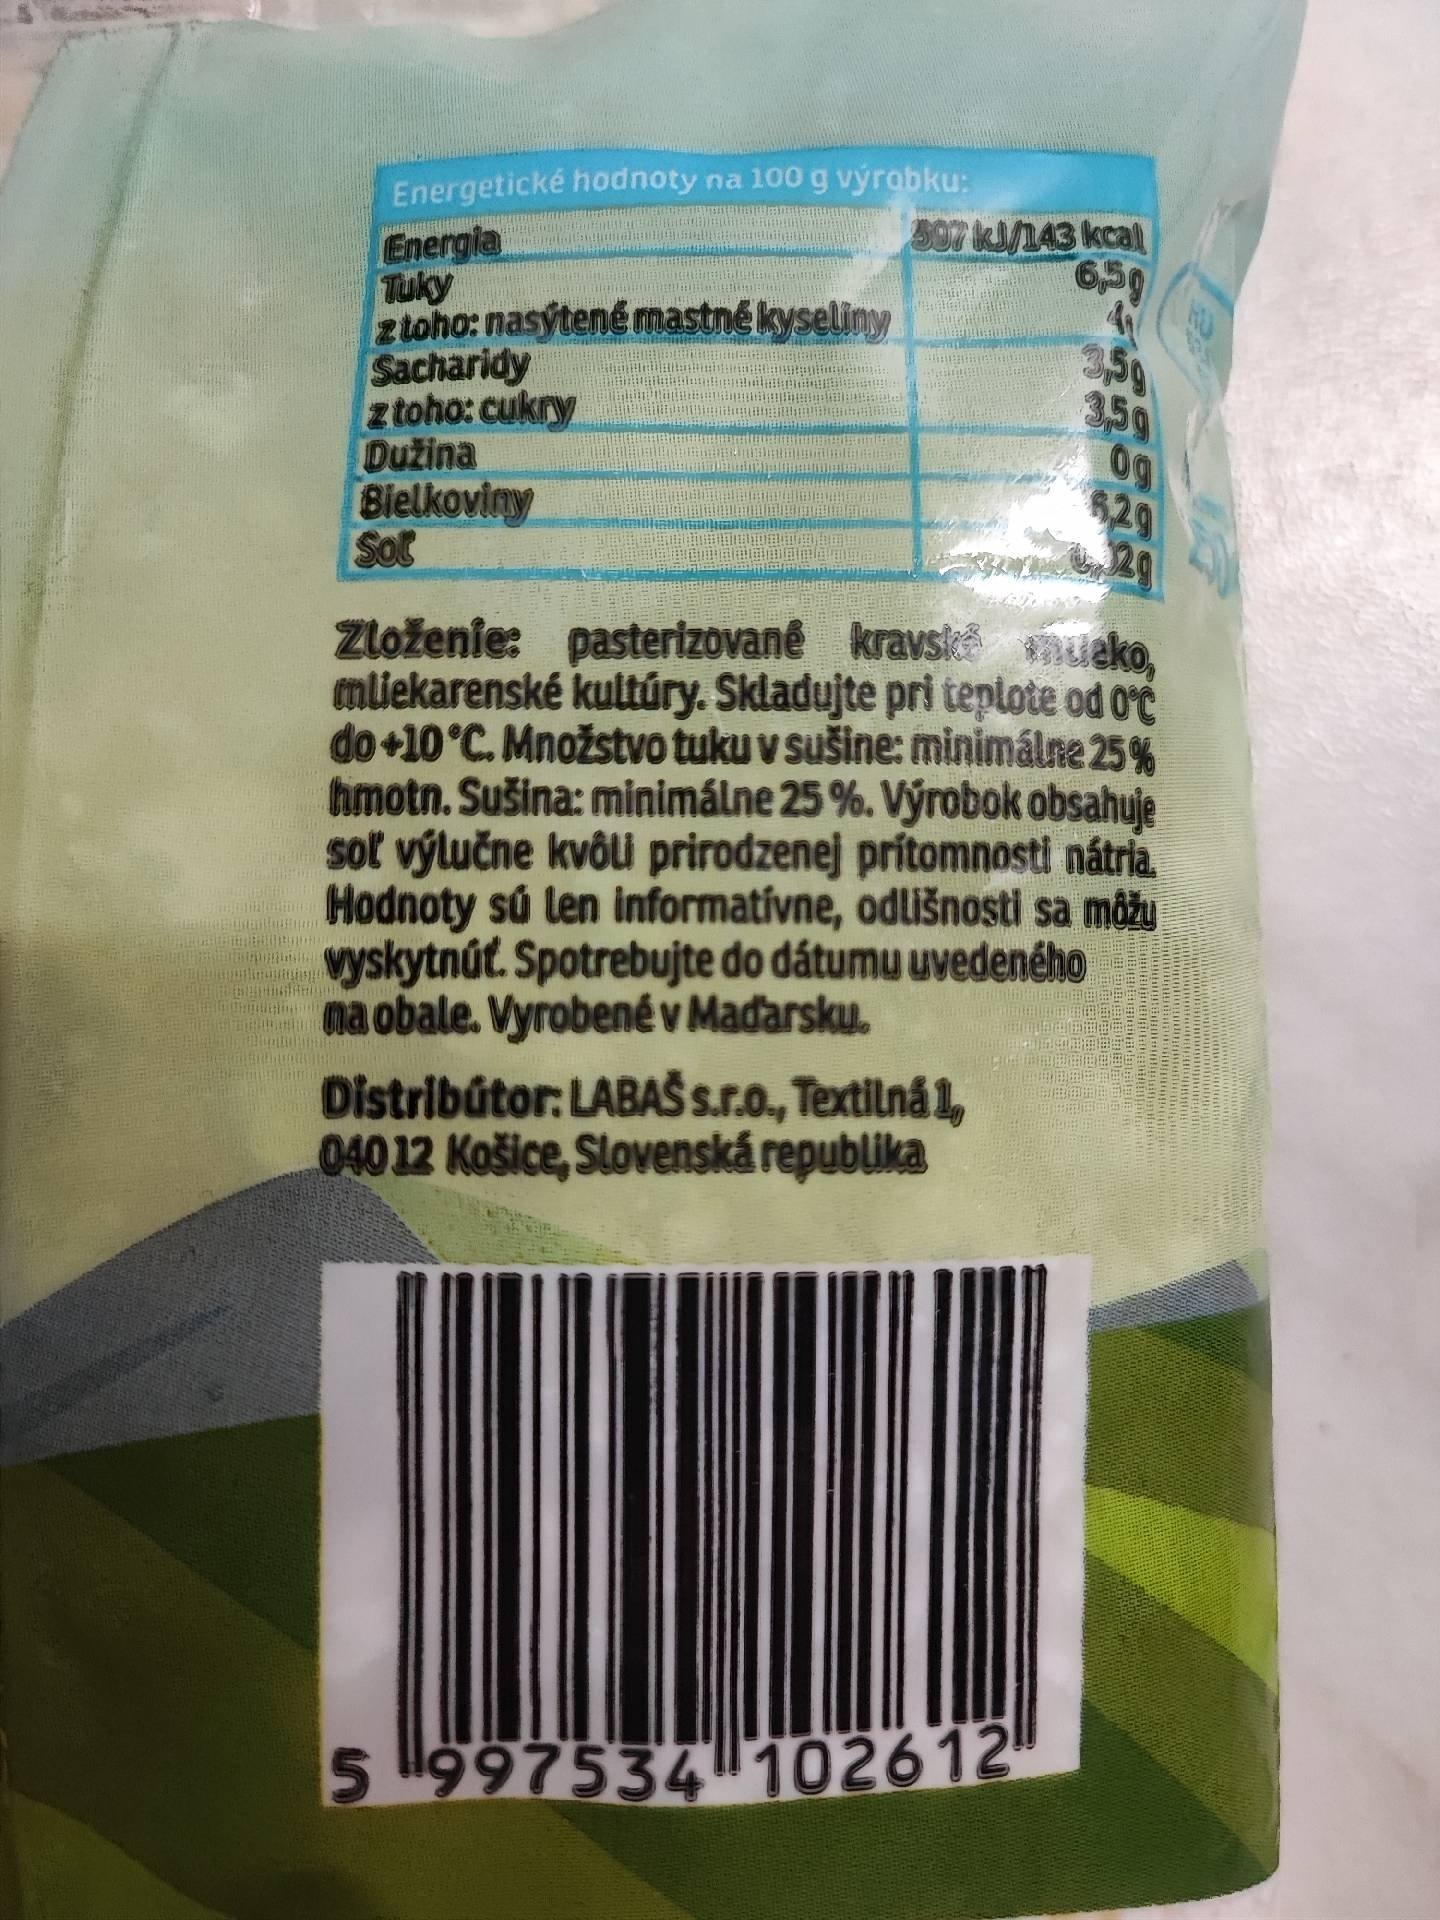 Energetické hodnoty na 100 g výrobku:
Energia 507 kJ/143 kcal
Tuky 6,5 g
z toho: nasýtené mastné kyseliny
Sacharidy 3,5 g
z toho: cukry 3,5 g
Dužina 0 g
Bielkoviny
Soľ
Zloženie: pasterizované kravské mlieko,
mliekarenské kultúry. Skladujte pri teplote od 0°C
do +10 °C. Množstvo tuku v sušine: minimálne 25 %
hmotn. Sušina: minimálne 25 %. Výrobok obsahuje
soľ výlučne kvôli prirodzenej prítomnosti nátria.
Hodnoty sú len informatívne, odlišnosti sa môžu
vyskytnúť. Spotrebujte do dátumu uvedeného
na obale. Vyrobené v Maďarsku.
Distribútor: LABAŠ s.r.o., Textilná 1,
040 12 Košice, Slovenská republika
5 997534 102612